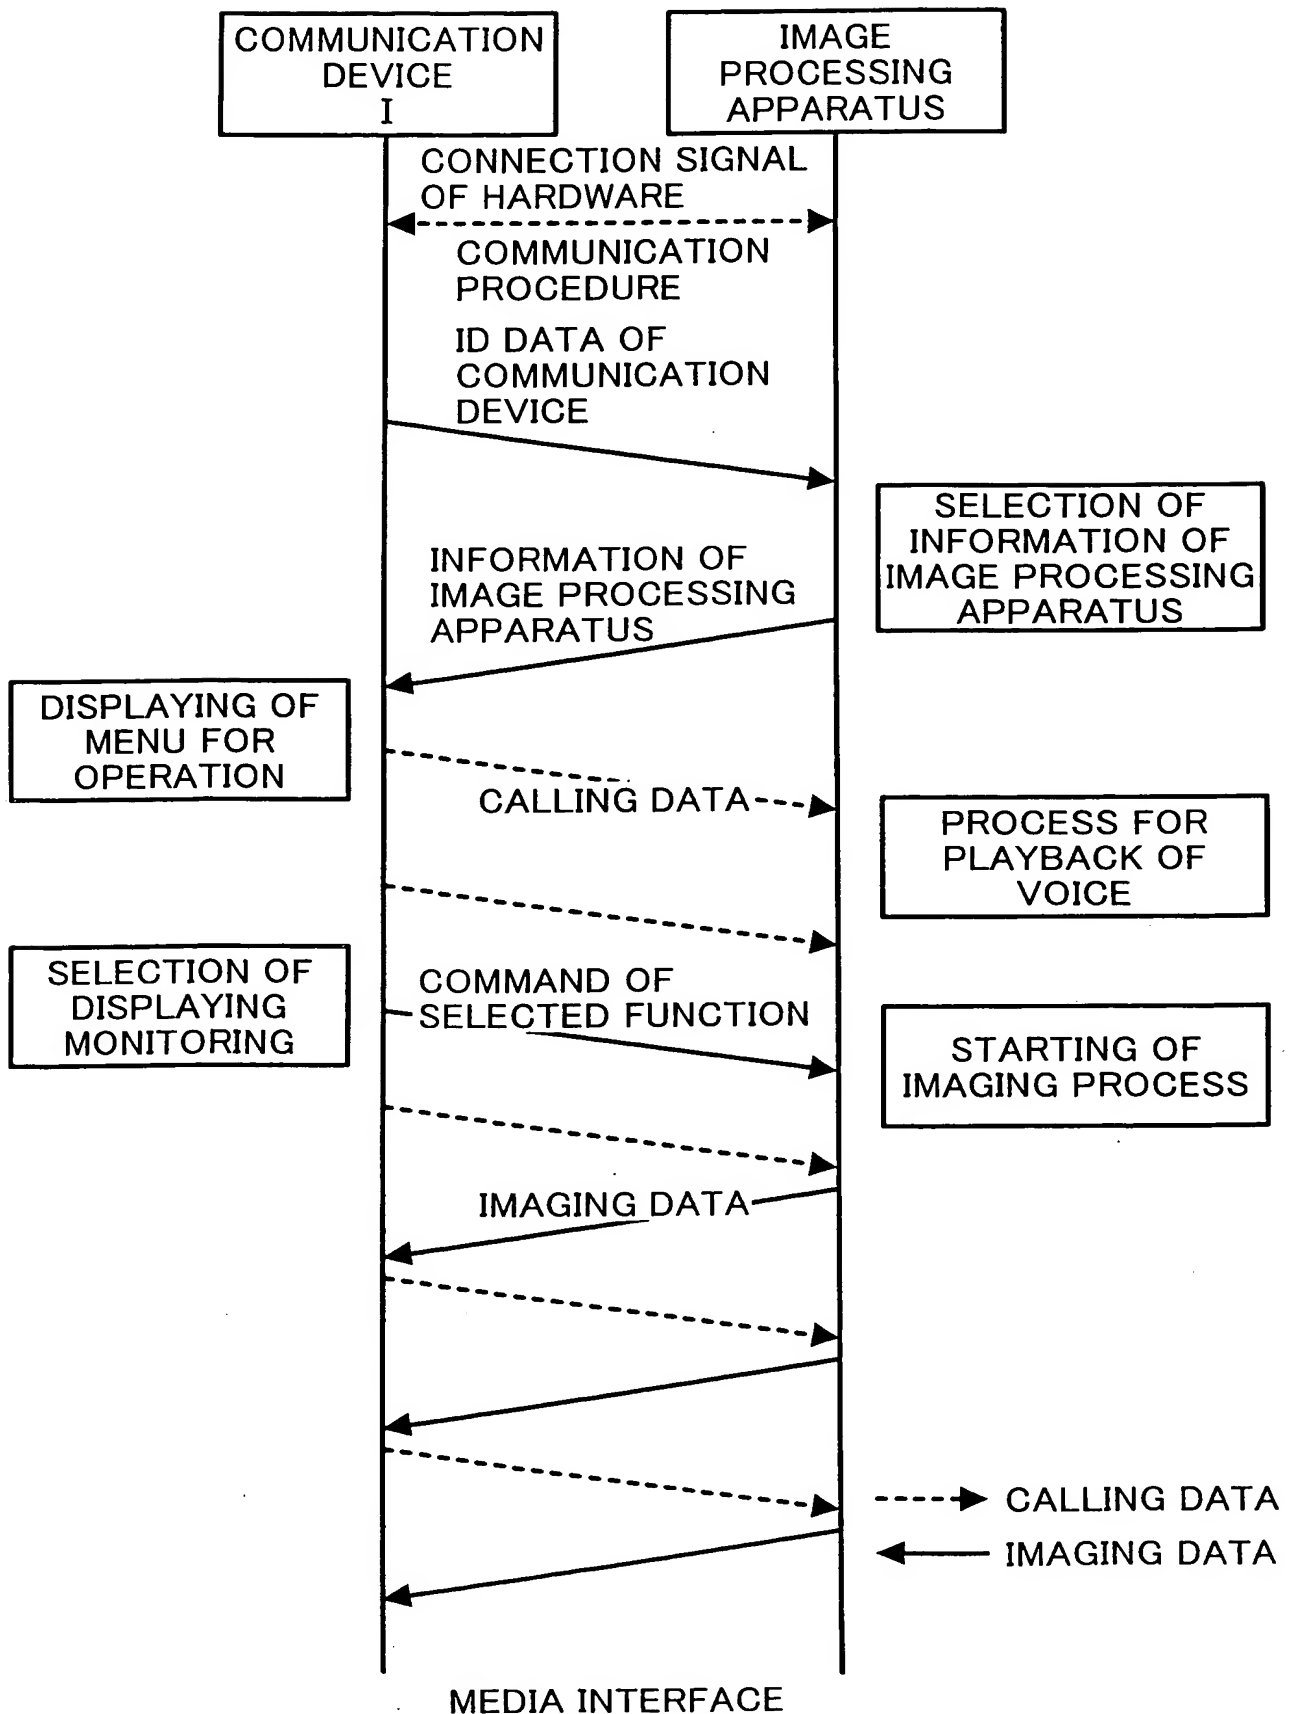 COMMUNICATION
DEVICE
I
IMAGE
PROCESSING
APPARATUS
CONNECTION SIGNAL
OF HARDWARE
COMMUNICATION
PROCEDURE
ID DATA OF
COMMUNICATION
DEVICE
SELECTION OF
INFORMATION OF
IMAGE PROCESSING
APPARATUS
INFORMATION OF
IMAGE PROCESSING
APPARATUS
DISPLAYING OF
MENU FOR
OPERATION
CALLING DATA
PROCESS FOR
PLAYBACK OF
VOICE
SELECTION OF
DISPLAYING
MONITORING
COMMAND OF
SELECTED FUNCTION
STARTING OF
IMAGING PROCESS
IMAGING DATA
CALLING DATA
IMAGING DATA
MEDIA INTERFACE